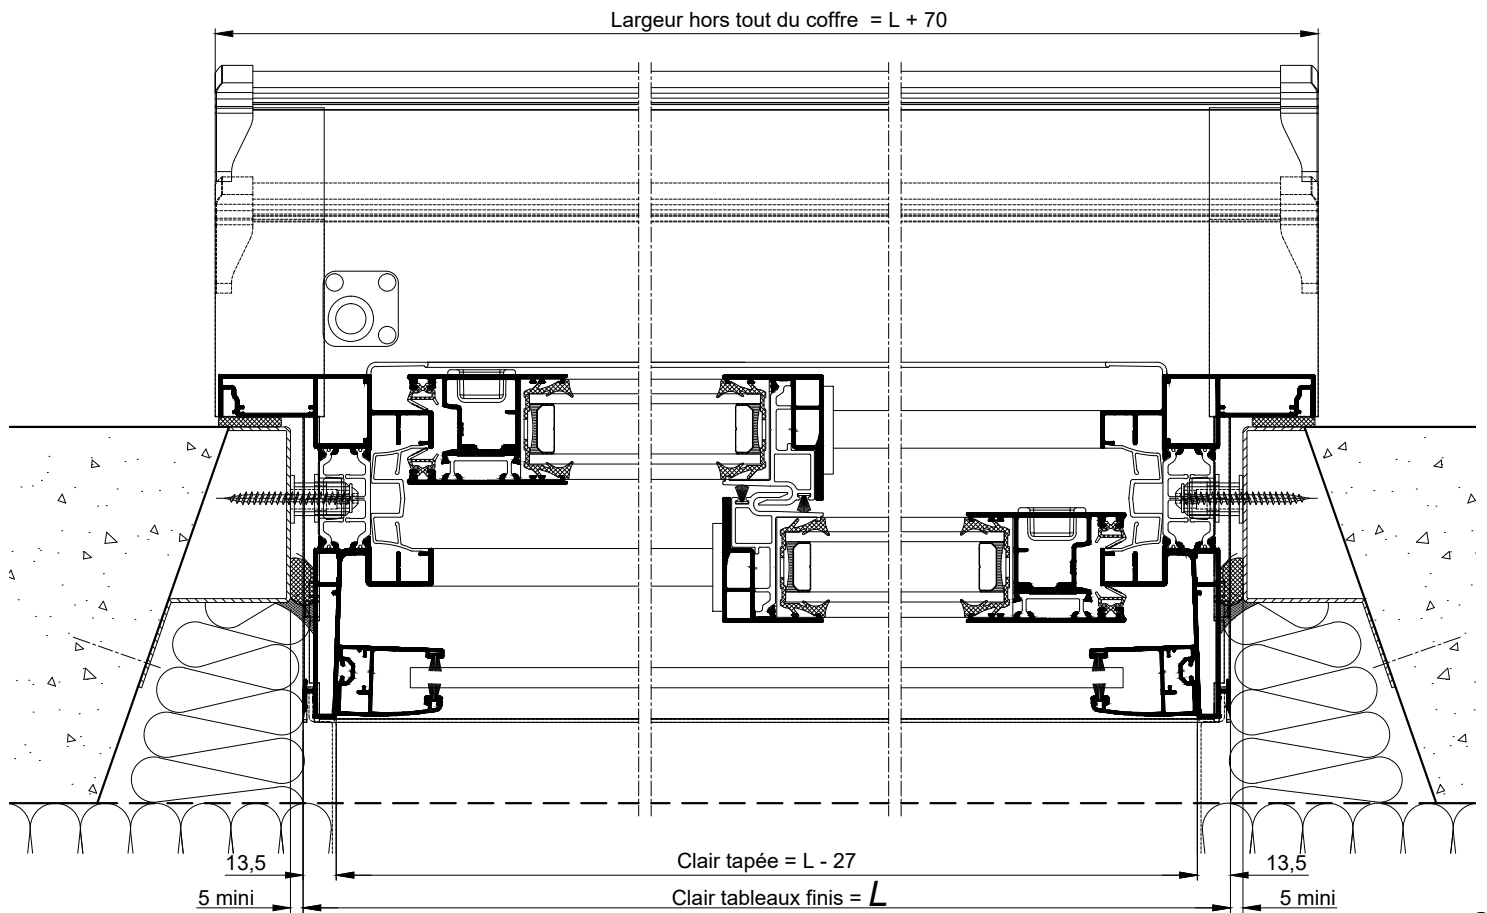 Largeur hors tout du coffre = L + 70
13,5
Clair tapée = L - 27
13,5
5 mini
Clair tableaux finis = L
5 mini